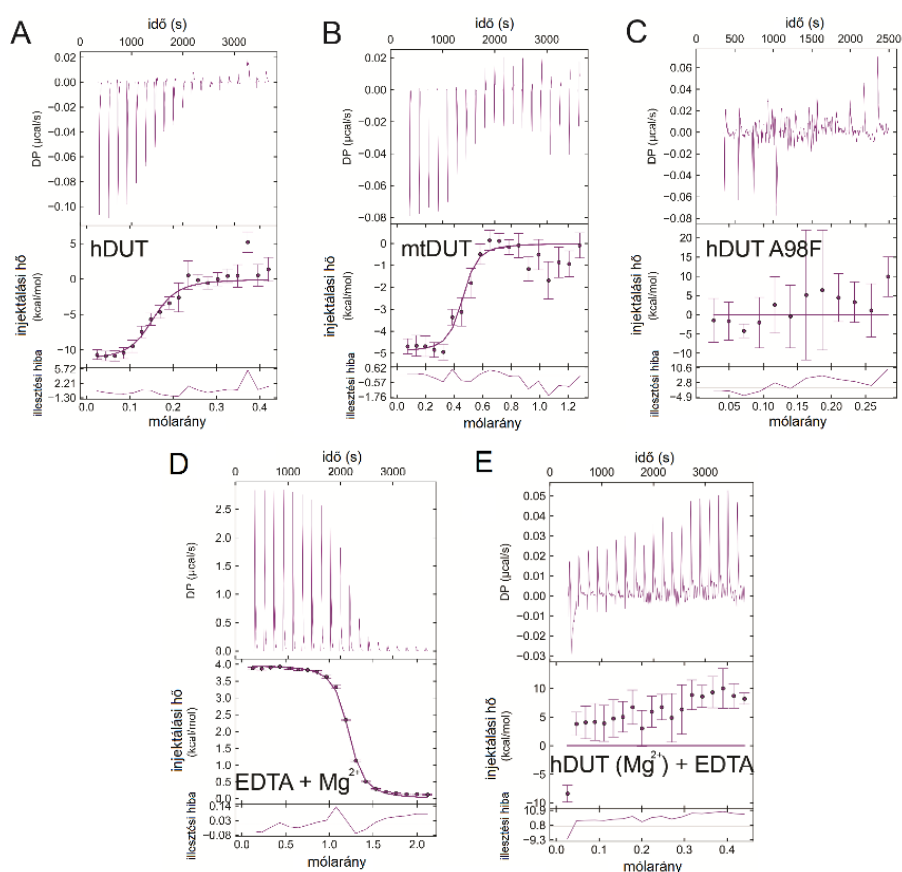 A
idő (s)
0 1000 2000 3000
0.02
0.00
−0.02
−0.04
−0.06
−0.08
−0.10
DP (µcal/s)
hDUT
5
0
−5
−10
injektálási hő
(kcal/mol)
5.72
2.21
−1.30
illesztési hiba
0.0 0.1 0.2 0.3 0.4
mólarány
B
idő (s)
0 1000 2000 3000
0.02
0.00
−0.02
−0.04
−0.06
−0.08
DP (µcal/s)
mtDUT
0
−1
−2
−3
−4
−5
injektálási hő
(kcal/mol)
0.62
−0.57
−1.76
illesztési hiba
0.0 0.2 0.4 0.6 0.8 1.0 1.2
mólarány
C
idő (s)
0 500 1000 1500 2000 2500
0.06
0.04
0.02
0.00
−0.02
−0.04
−0.06
−0.08
DP (µcal/s)
hDUT A98F
20
15
10
5
0
−5
−10
injektálási hő
(kcal/mol)
10.6
2.8
−4.9
illesztési hiba
0.05 0.10 0.15 0.20 0.25
mólarány
D
idő (s)
0 1000 2000 3000
2.5
2.0
1.5
1.0
0.5
0.0
DP (µcal/s)
4.0
3.5
3.0
2.5
2.0
1.5
1.0
0.5
0.0
injektálási hő
(kcal/mol)
EDTA + Mg²⁺
0.14
0.03
−0.08
illesztési hiba
0.0 0.5 1.0 1.5 2.0
mólarány
E
idő (s)
0 1000 2000 3000
0.05
0.04
0.03
0.02
0.01
0.00
−0.01
−0.02
−0.03
DP (µcal/s)
10
5
0
−5
−10
injektálási hő
(kcal/mol)
hDUT (Mg²⁺) + EDTA
10.9
0.8
−9.3
illesztési hiba
0.0 0.1 0.2 0.3 0.4
mólarány